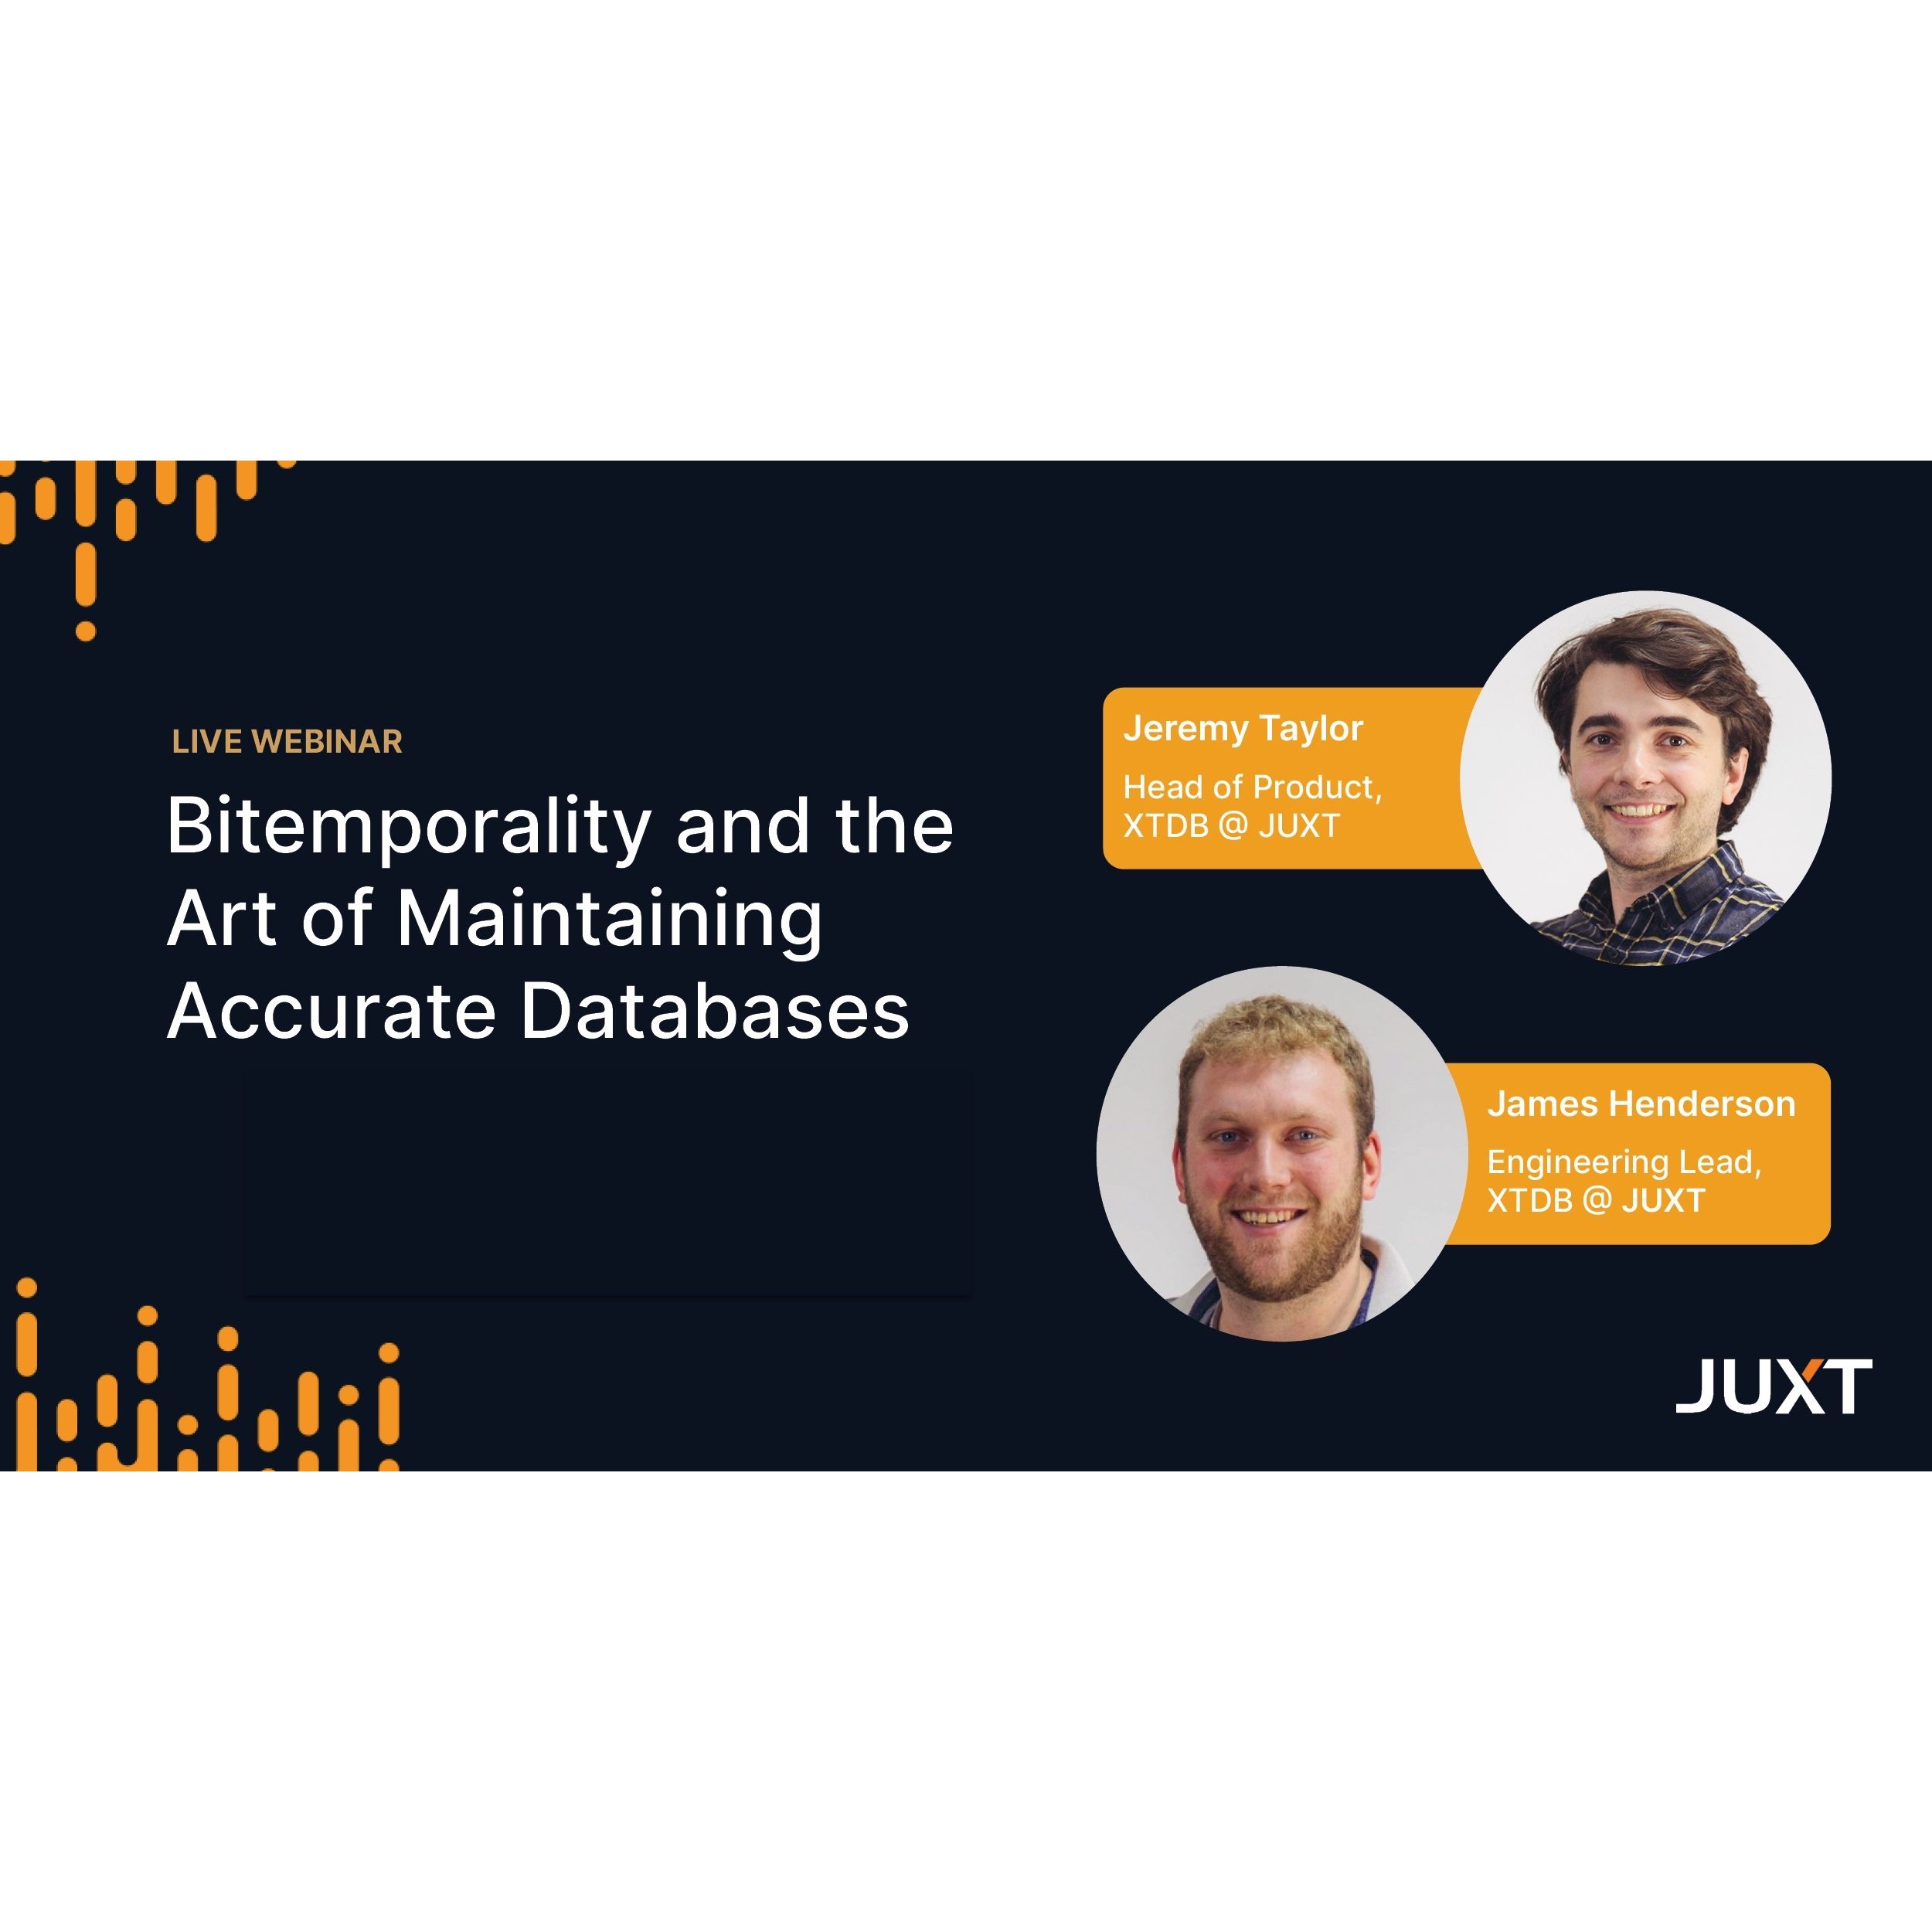 LIVE WEBINAR
Bitemporality and the
Art of Maintaining
Accurate Databases
Jeremy Taylor
Head of Product,
XTDB @ JUXT
James Henderson
Engineering Lead,
XTDB @ JUXT
JUXT